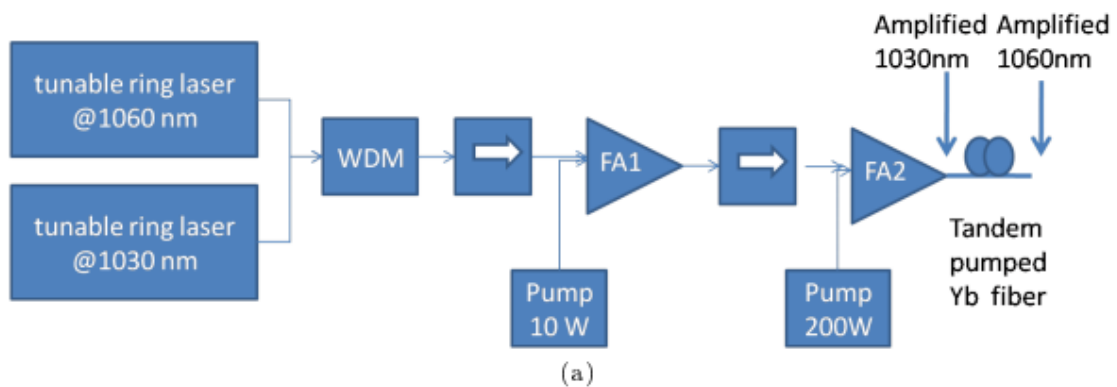 tunable ring laser
@1060 nm
tunable ring laser
@1030 nm
WDM
FA1
Pump
10 W
FA2
Pump
200W
Amplified
1030nm
Amplified
1060nm
Tandem
pumped
Yb fiber
(a)